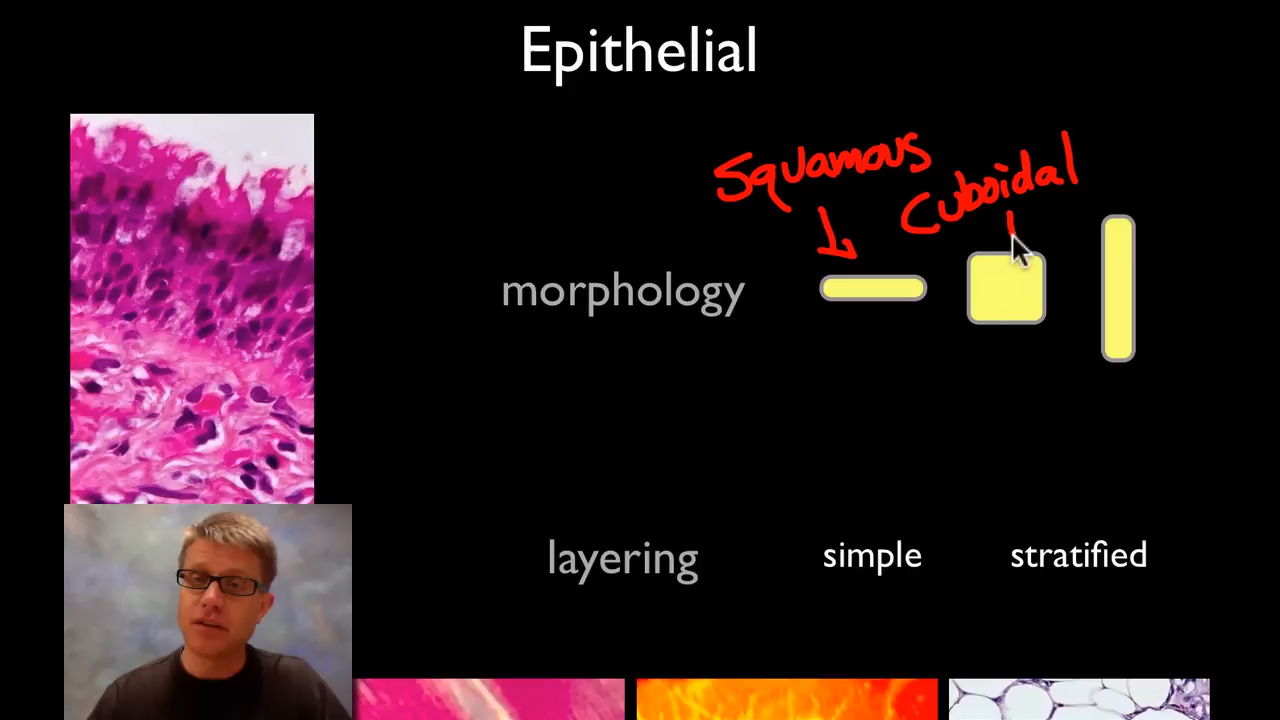 Epithelial
Squamous
Cuboidal
morphology
layering
simple
stratified